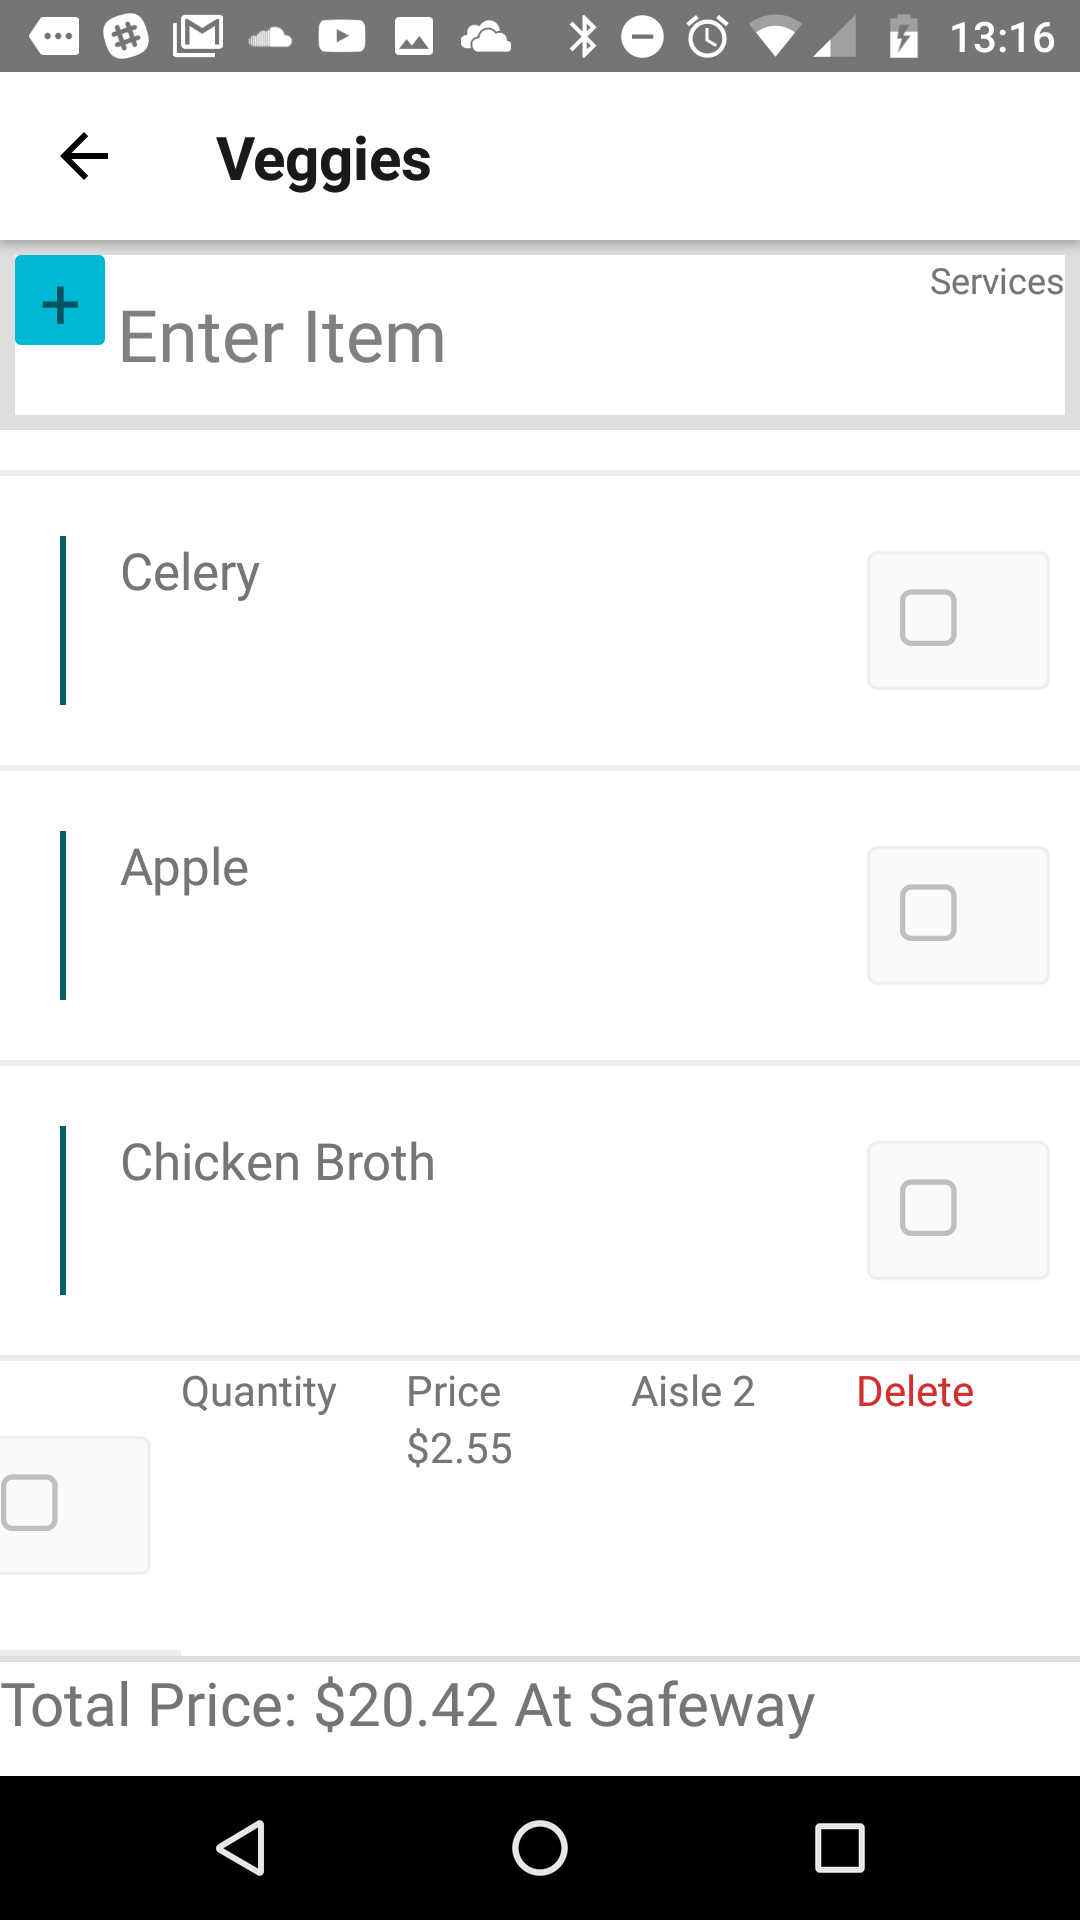 13:16
Veggies
Services
Enter Item
Celery
Apple
Chicken Broth
Quantity Price Aisle 2 Delete
$2.55
Total Price: $20.42 At Safeway